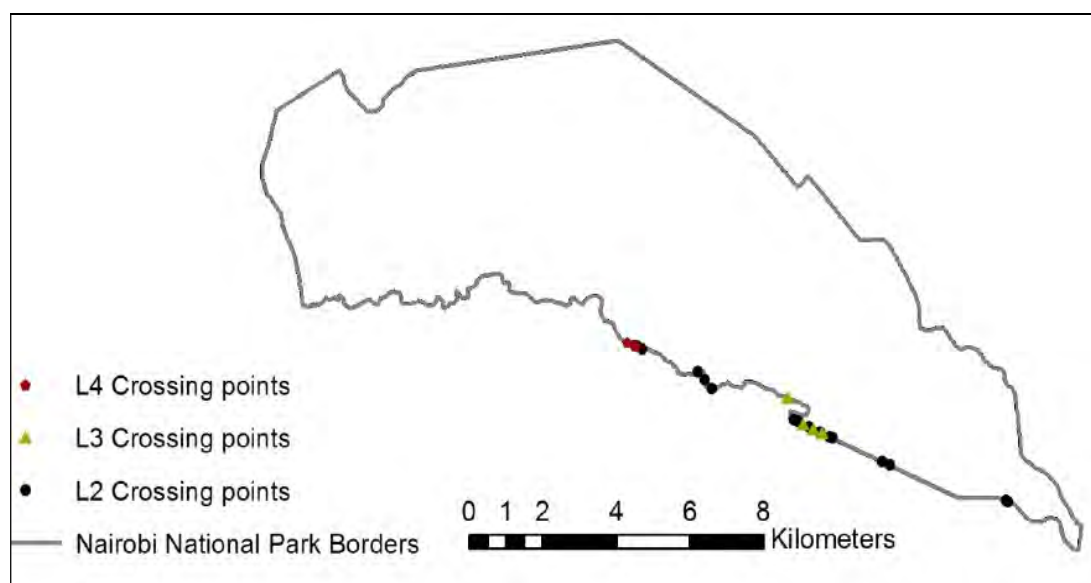 L4 Crossing points
L3 Crossing points
L2 Crossing points
Nairobi National Park Borders
0 1 2 4 6 8
Kilometers